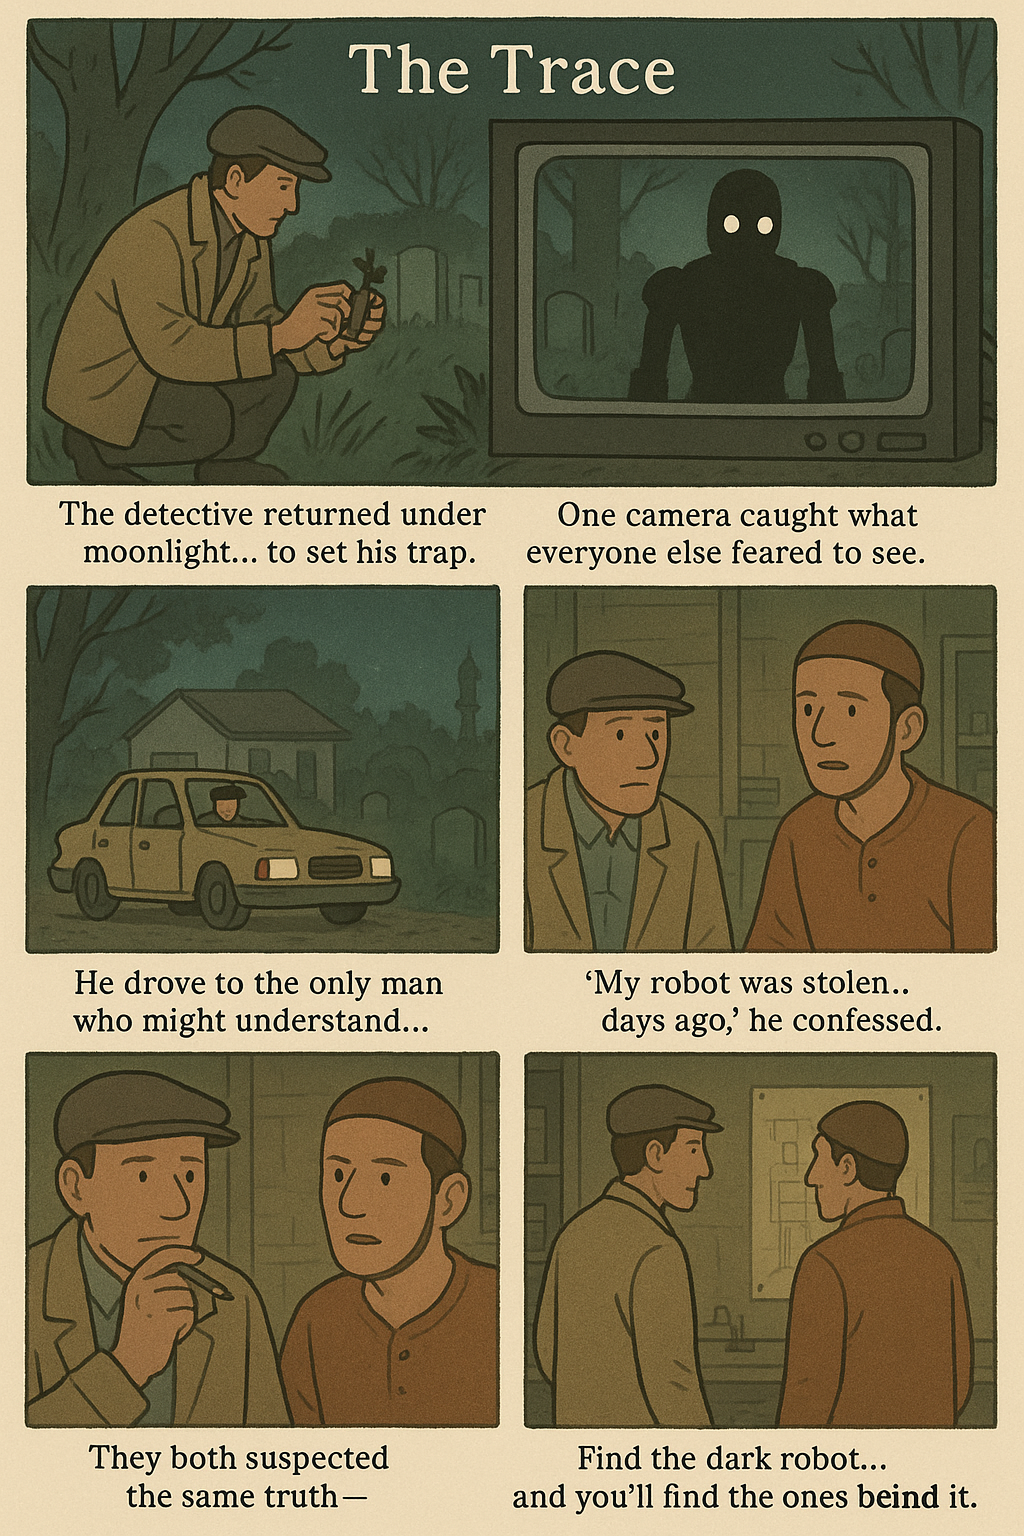 The Trace
The detective returned under
moonlight... to set his trap.
One camera caught what
everyone else feared to see.
He drove to the only man
who might understand...
‘My robot was stolen..
days ago,’ he confessed.
They both suspected
the same truth—
Find the dark robot...
and you’ll find the ones beind it.